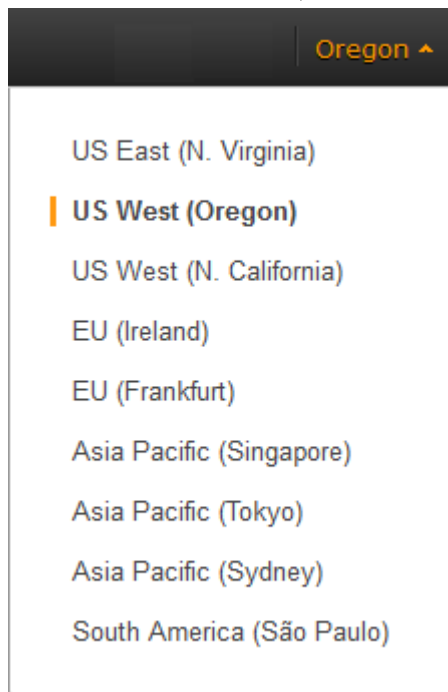 Oregon
US East (N. Virginia)
US West (Oregon)
US West (N. California)
EU (Ireland)
EU (Frankfurt)
Asia Pacific (Singapore)
Asia Pacific (Tokyo)
Asia Pacific (Sydney)
South America (São Paulo)